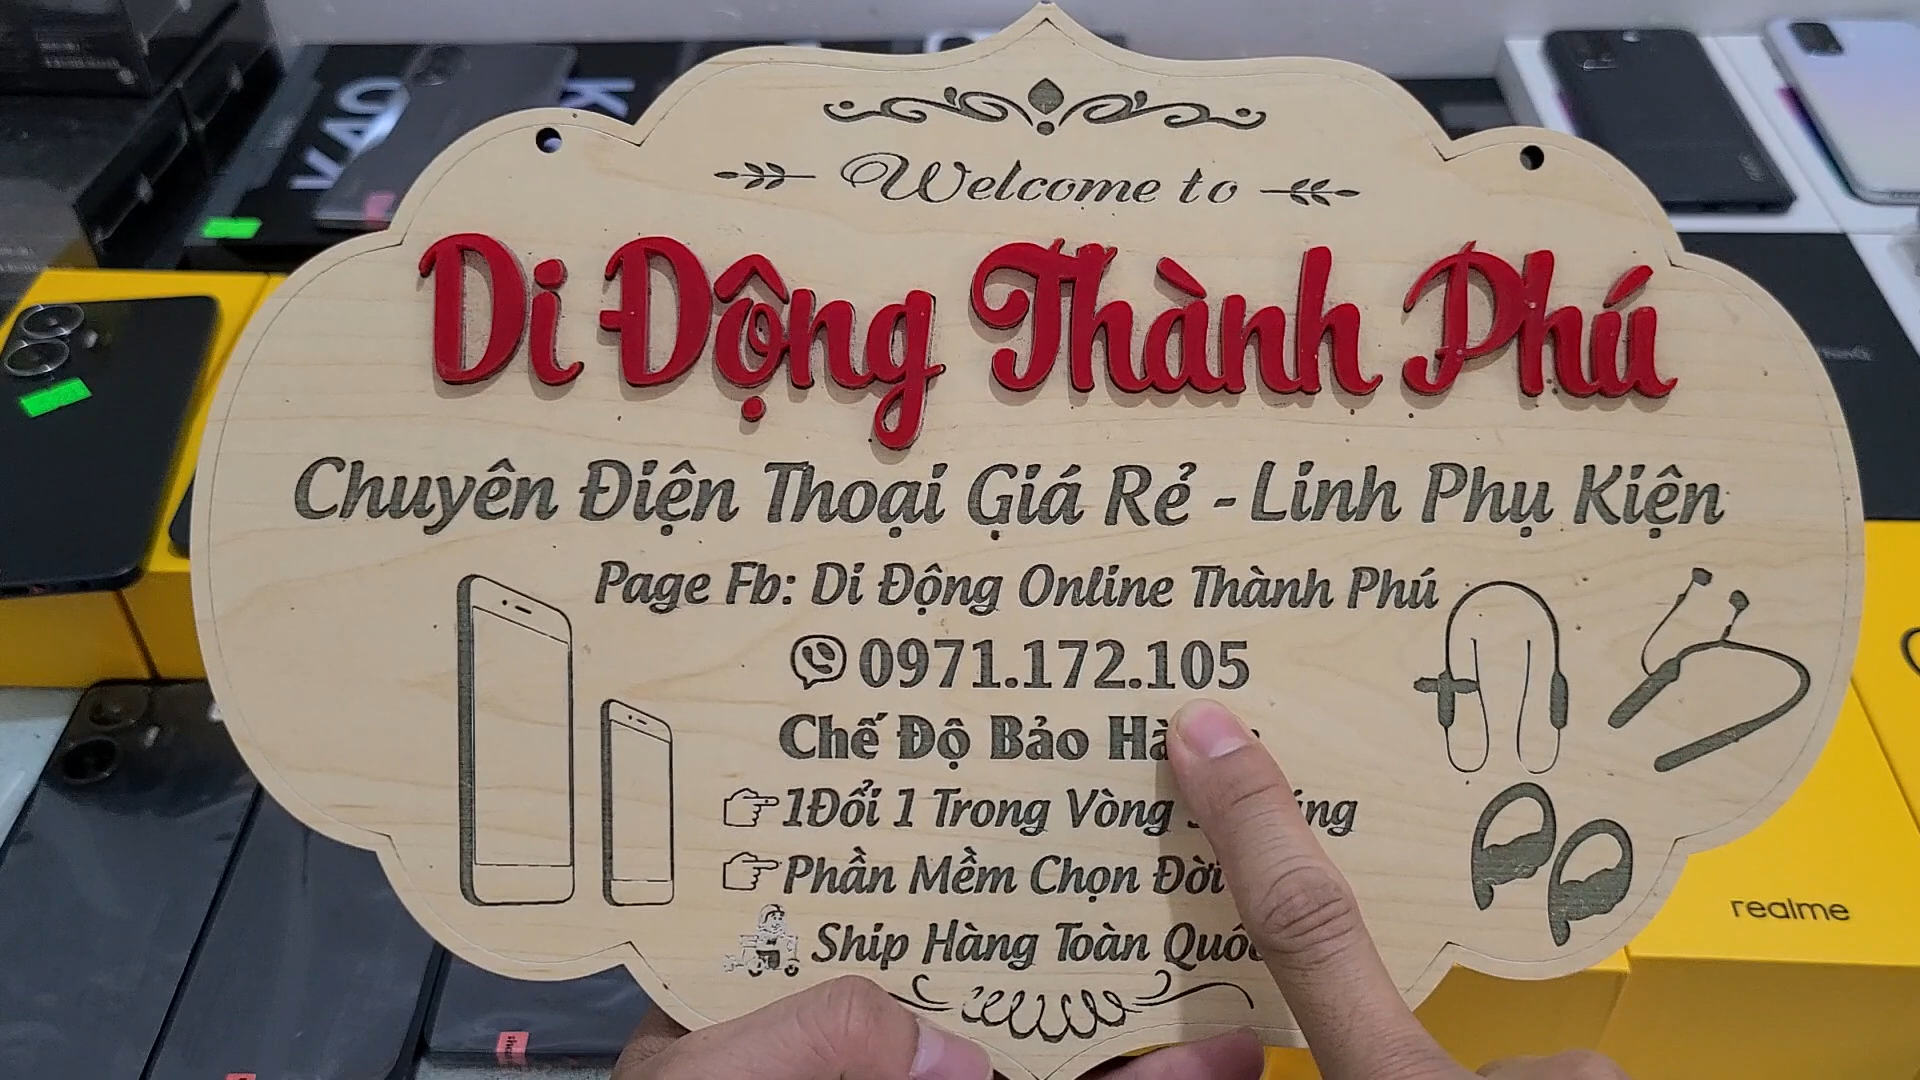 Welcome to
Di Động Thành Phú
Chuyên Điện Thoại Giá Rẻ - Linh Phụ Kiện
Page Fb: Di Động Online Thành Phú
0971.172.105
Chế Độ Bảo
1Đổi 1 Trong Vòng
Phần Mềm Chọn Đời
Ship Hàng Toàn
realme